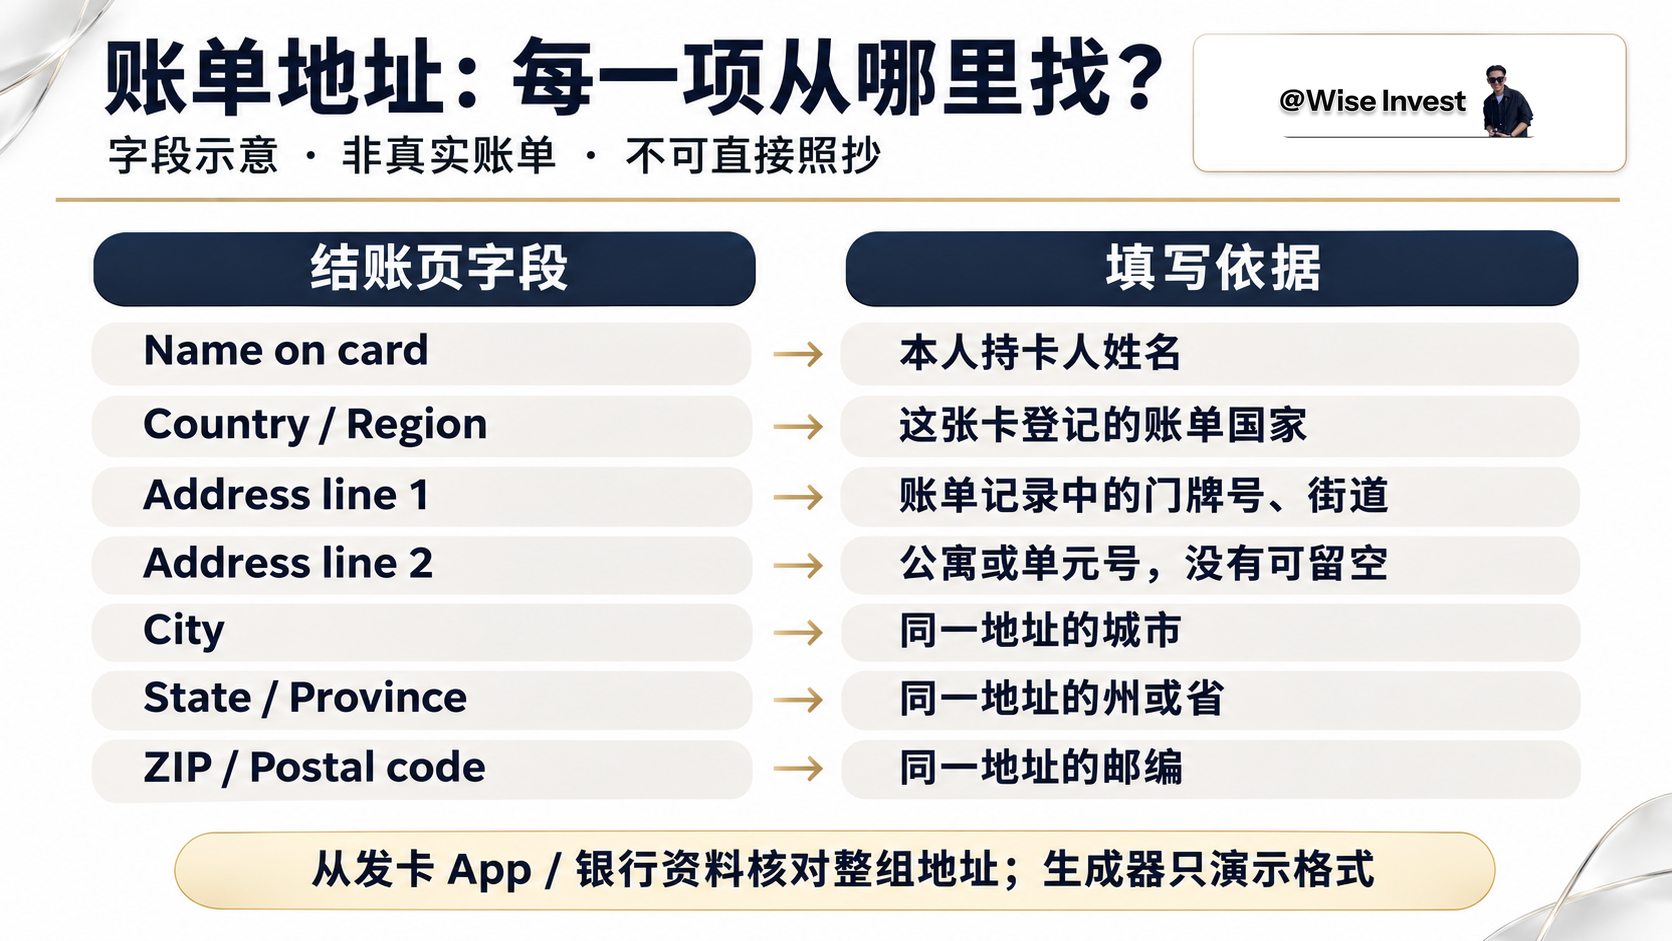 账单地址：每一项从哪里找？
字段示意 · 非真实账单 · 不可直接照抄
@Wise Invest
结账页字段
填写依据
Name on card → 本人持卡人姓名
Country / Region → 这张卡登记的账单国家
Address line 1 → 账单记录中的门牌号、街道
Address line 2 → 公寓或单元号，没有可留空
City → 同一地址的城市
State / Province → 同一地址的州或省
ZIP / Postal code → 同一地址的邮编
从发卡 App / 银行资料核对整组地址；生成器只演示格式